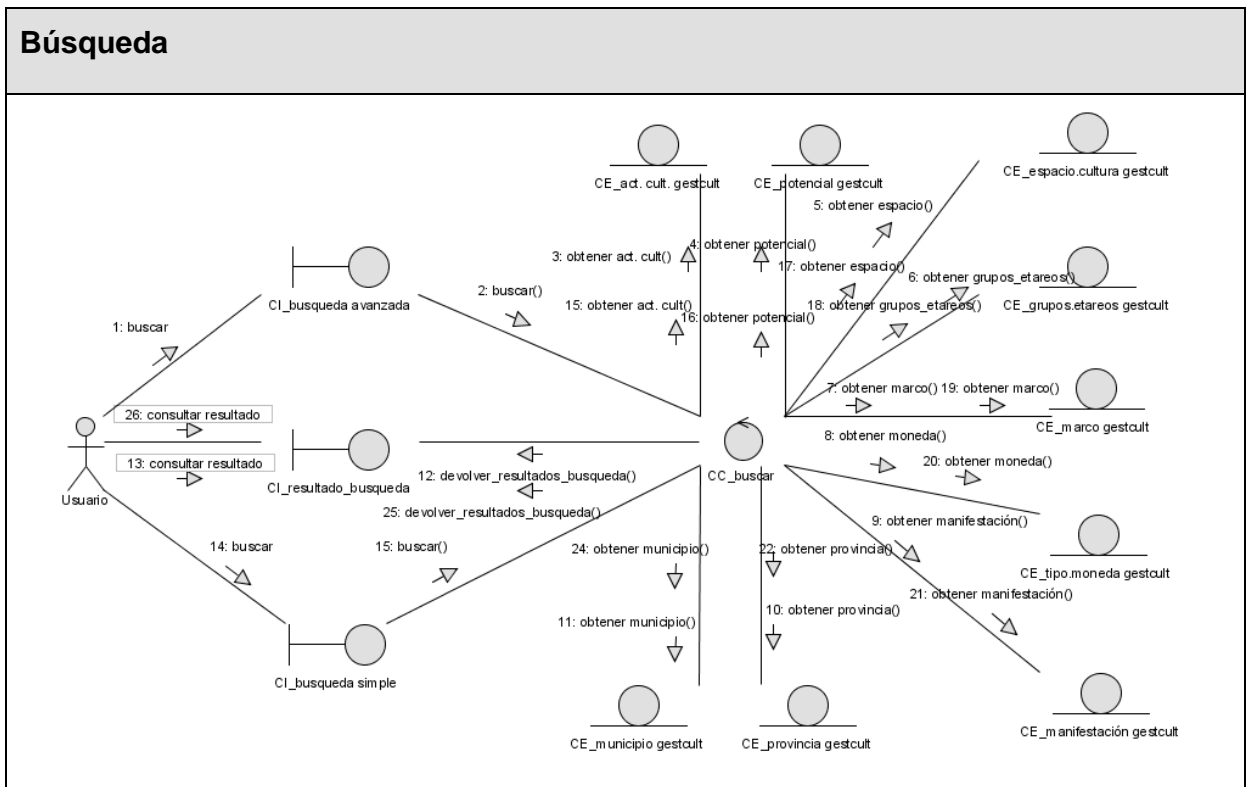 Búsqueda
CE_act. cult. gestcult
CE_potencial gestcult
CE_espacio.cultura gestcult
5: obtener espacio()
4: obtener potencial()
3: obtener act. cult()
17: obtener espacio()
6: obtener grupos_etareos()
CI_busqueda avanzada
2: buscar()
15: obtener act. cult()
16: obtener potencial()
18: obtener grupos_etareos()
CE_grupos.etareos gestcult
1: buscar
7: obtener marco()
19: obtener marco()
26: consultar resultado
CE_marco gestcult
8: obtener moneda()
13: consultar resultado
20: obtener moneda()
Usuario
CI_resultado_busqueda
12: devolver_resultados_busqueda()
CC_buscar
25: devolver_resultados_busqueda()
9: obtener manifestación()
14: buscar
15: buscar()
24: obtener municipio()
22: obtener provincia()
CE_tipo.moneda gestcult
21: obtener manifestación()
11: obtener municipio()
10: obtener provincia()
CI_busqueda simple
CE_municipio gestcult
CE_provincia gestcult
CE_manifestación gestcult